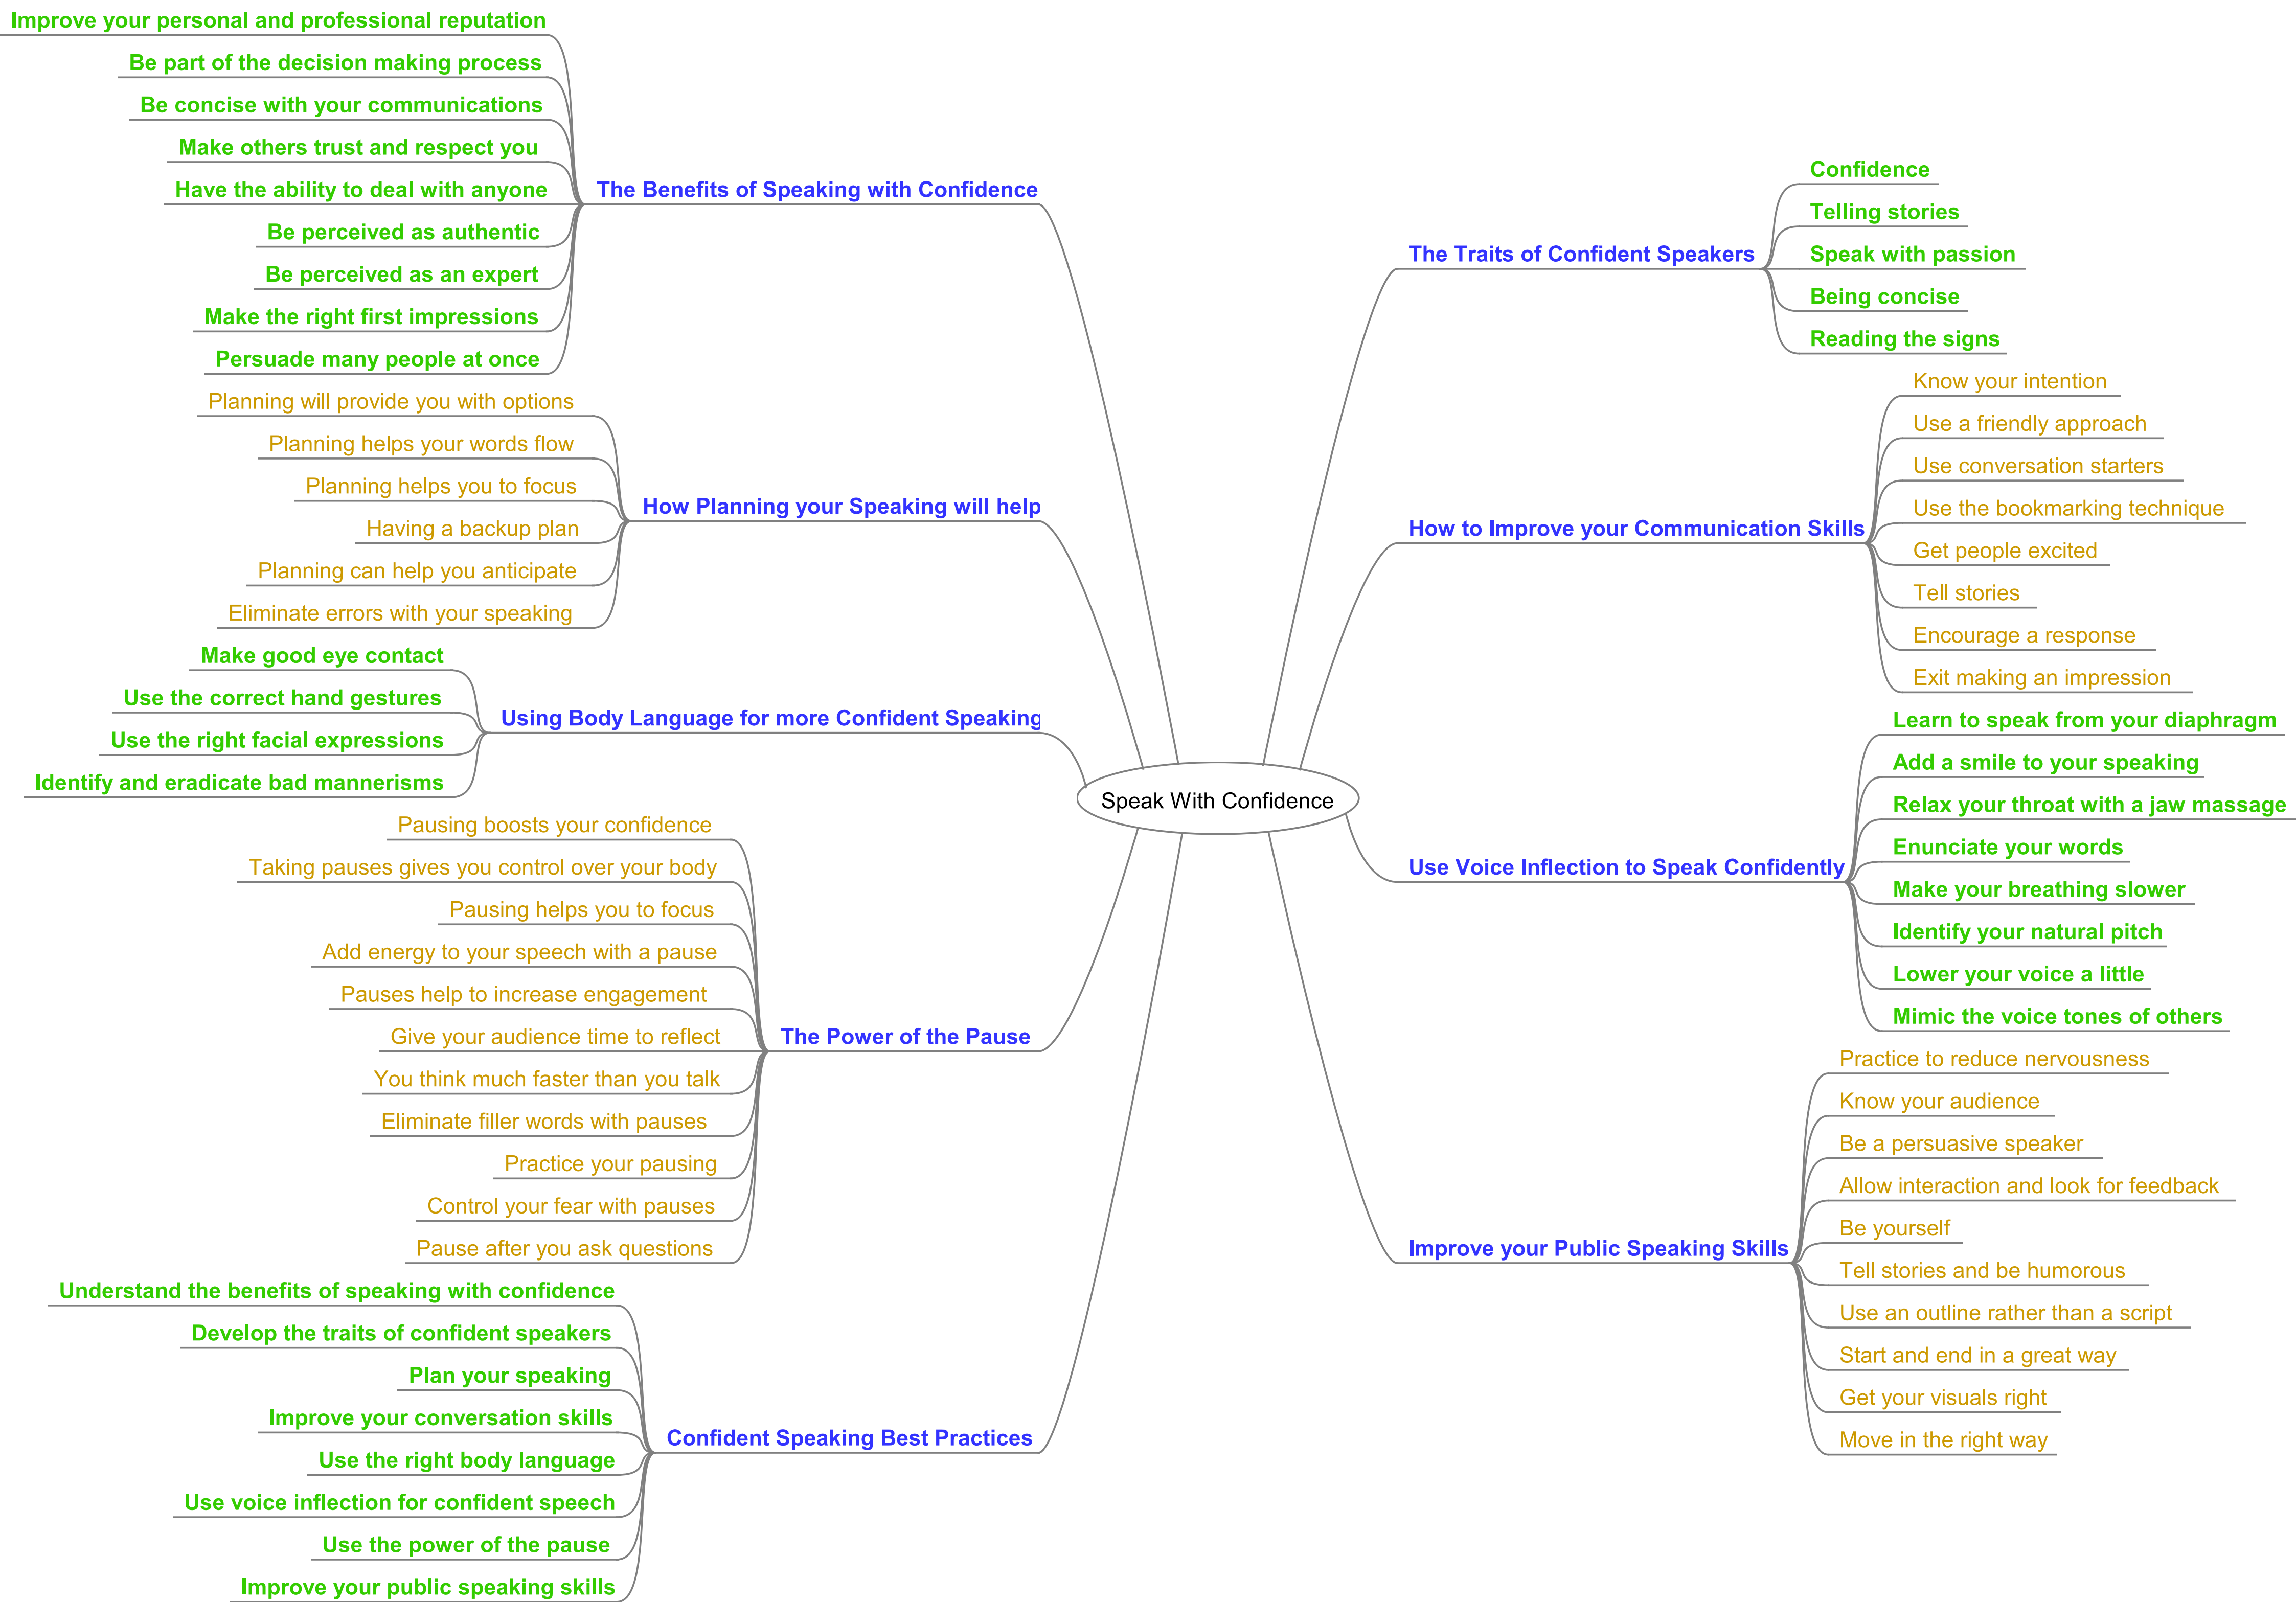 Improve your personal and professional reputation
Be part of the decision making process
Be concise with your communications
Make others trust and respect you
Have the ability to deal with anyone
Be perceived as authentic
Be perceived as an expert
Make the right first impressions
Persuade many people at once
The Benefits of Speaking with Confidence
Planning will provide you with options
Planning helps your words flow
Planning helps you to focus
Having a backup plan
Planning can help you anticipate
Eliminate errors with your speaking
How Planning your Speaking will help
Make good eye contact
Use the correct hand gestures
Use the right facial expressions
Identify and eradicate bad mannerisms
Using Body Language for more Confident Speaking
Pausing boosts your confidence
Taking pauses gives you control over your body
Pausing helps you to focus
Add energy to your speech with a pause
Pauses help to increase engagement
Give your audience time to reflect
You think much faster than you talk
Eliminate filler words with pauses
Practice your pausing
Control your fear with pauses
Pause after you ask questions
The Power of the Pause
Understand the benefits of speaking with confidence
Develop the traits of confident speakers
Plan your speaking
Improve your conversation skills
Use the right body language
Use voice inflection for confident speech
Use the power of the pause
Improve your public speaking skills
Confident Speaking Best Practices
Speak With Confidence
The Traits of Confident Speakers
Confidence
Telling stories
Speak with passion
Being concise
Reading the signs
How to Improve your Communication Skills
Know your intention
Use a friendly approach
Use conversation starters
Use the bookmarking technique
Get people excited
Tell stories
Encourage a response
Exit making an impression
Use Voice Inflection to Speak Confidently
Learn to speak from your diaphragm
Add a smile to your speaking
Relax your throat with a jaw massage
Enunciate your words
Make your breathing slower
Identify your natural pitch
Lower your voice a little
Mimic the voice tones of others
Improve your Public Speaking Skills
Practice to reduce nervousness
Know your audience
Be a persuasive speaker
Allow interaction and look for feedback
Be yourself
Tell stories and be humorous
Use an outline rather than a script
Start and end in a great way
Get your visuals right
Move in the right way